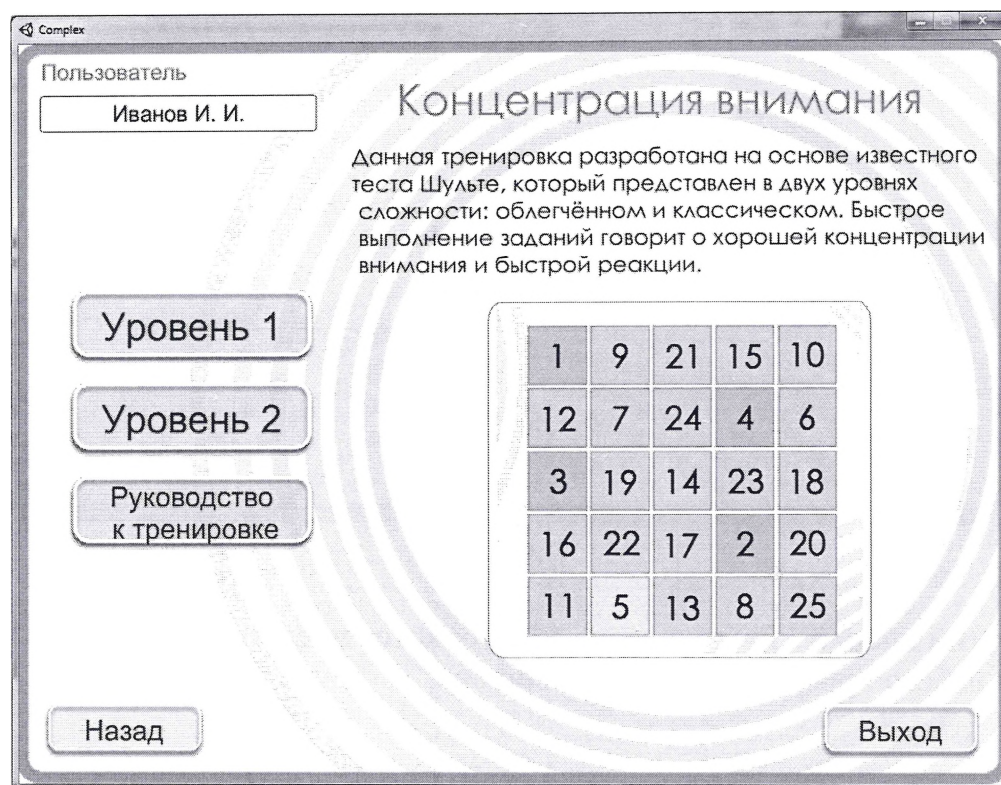 Complex
Пользователь
Иванов И. И.
Концентрация внимания
Данная тренировка разработана на основе известного
теста Шульте, который представлен в двух уровнях
сложности: облегчённом и классическом. Быстрое
выполнение заданий говорит о хорошей концентрации
внимания и быстрой реакции.
Уровень 1
Уровень 2
Руководство
к тренировке
1 9 21 15 10
12 7 24 4 6
3 19 14 23 18
16 22 17 2 20
11 5 13 8 25
Назад
Выход